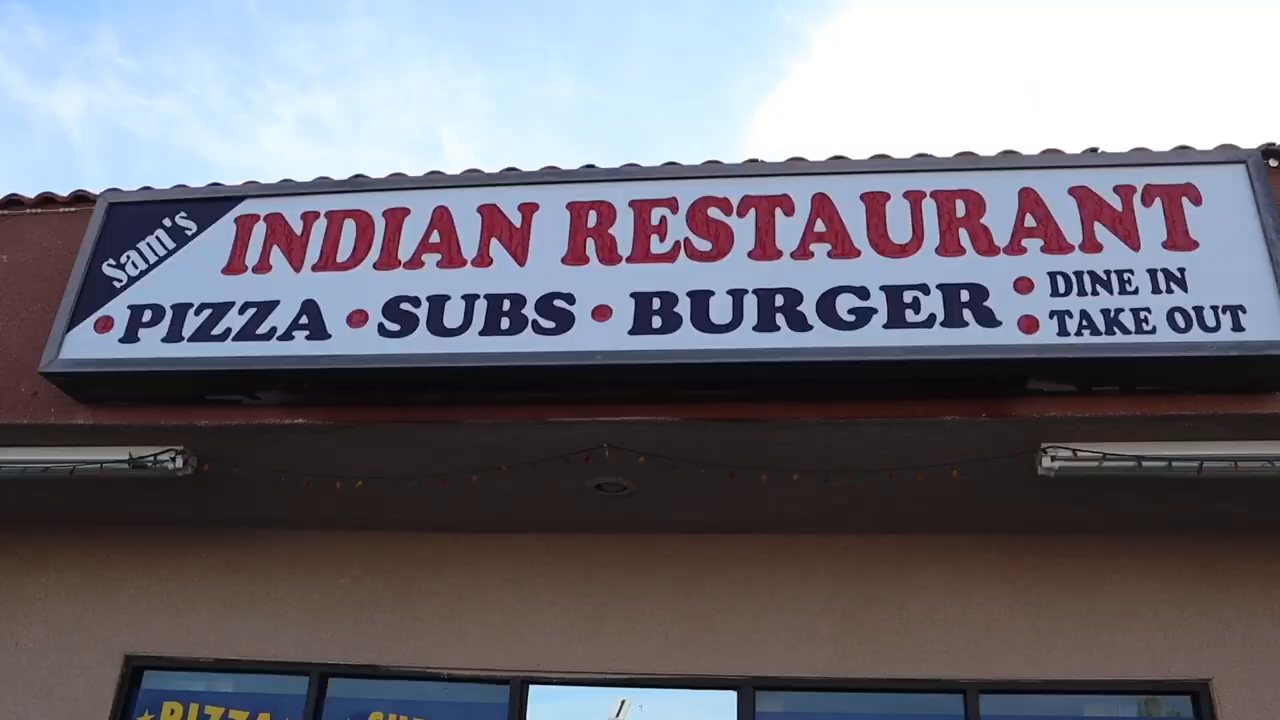 Sam's
INDIAN RESTAURANT
• PIZZA • SUBS • BURGER
• DINE IN
• TAKE OUT
PIZZA